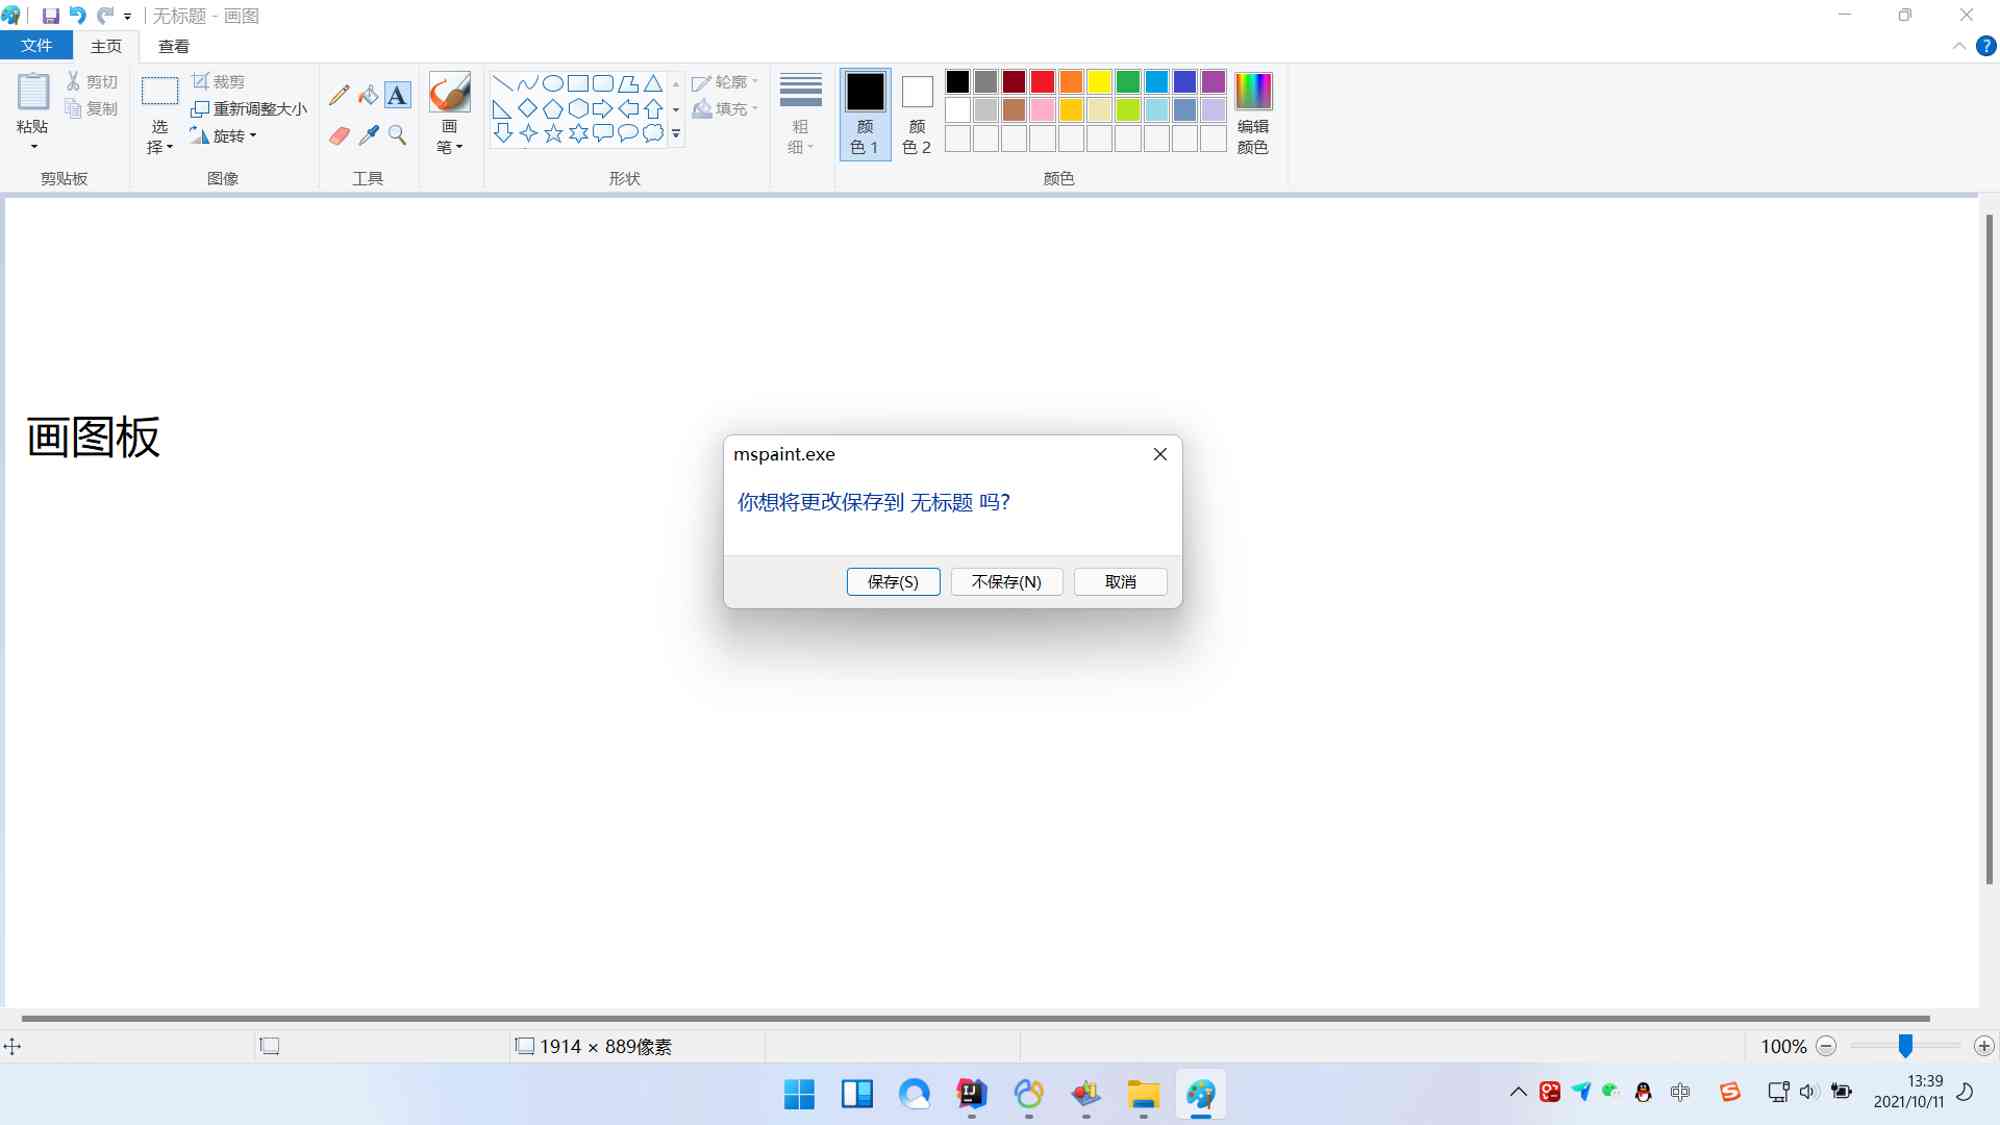 无标题 - 画图
文件 主页 查看
粘贴
剪切
复制
剪贴板
选择
裁剪
重新调整大小
旋转
图像
A
工具
画笔
形状
轮廓
填充
粗细
颜色 1
颜色 2
编辑颜色
颜色
画图板
mspaint.exe
你想将更改保存到 无标题 吗?
保存(S) 不保存(N) 取消
1914 × 889像素
100%
中
13:39
2021/10/11